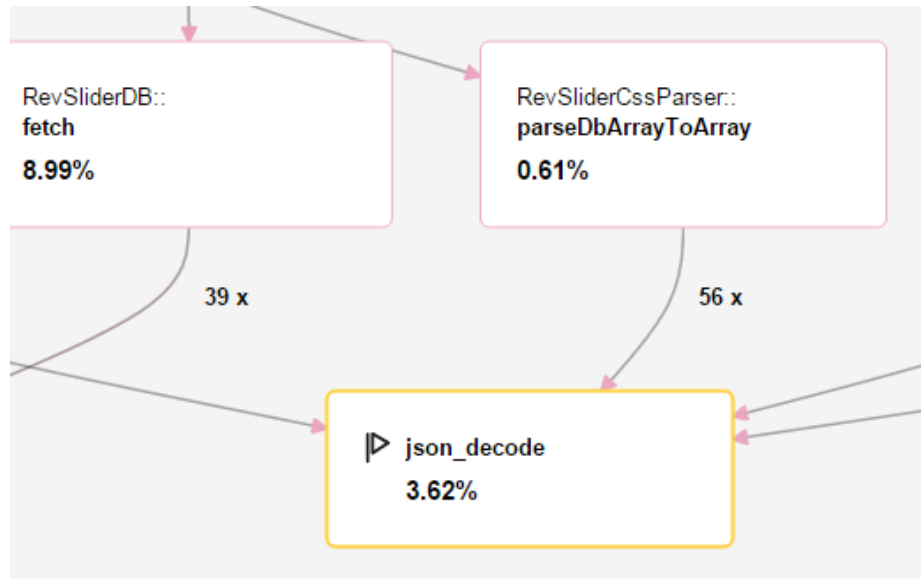 RevSliderDB::
fetch
8.99%
RevSliderCssParser::
parseDbArrayToArray
0.61%
39 x
56 x
json_decode
3.62%